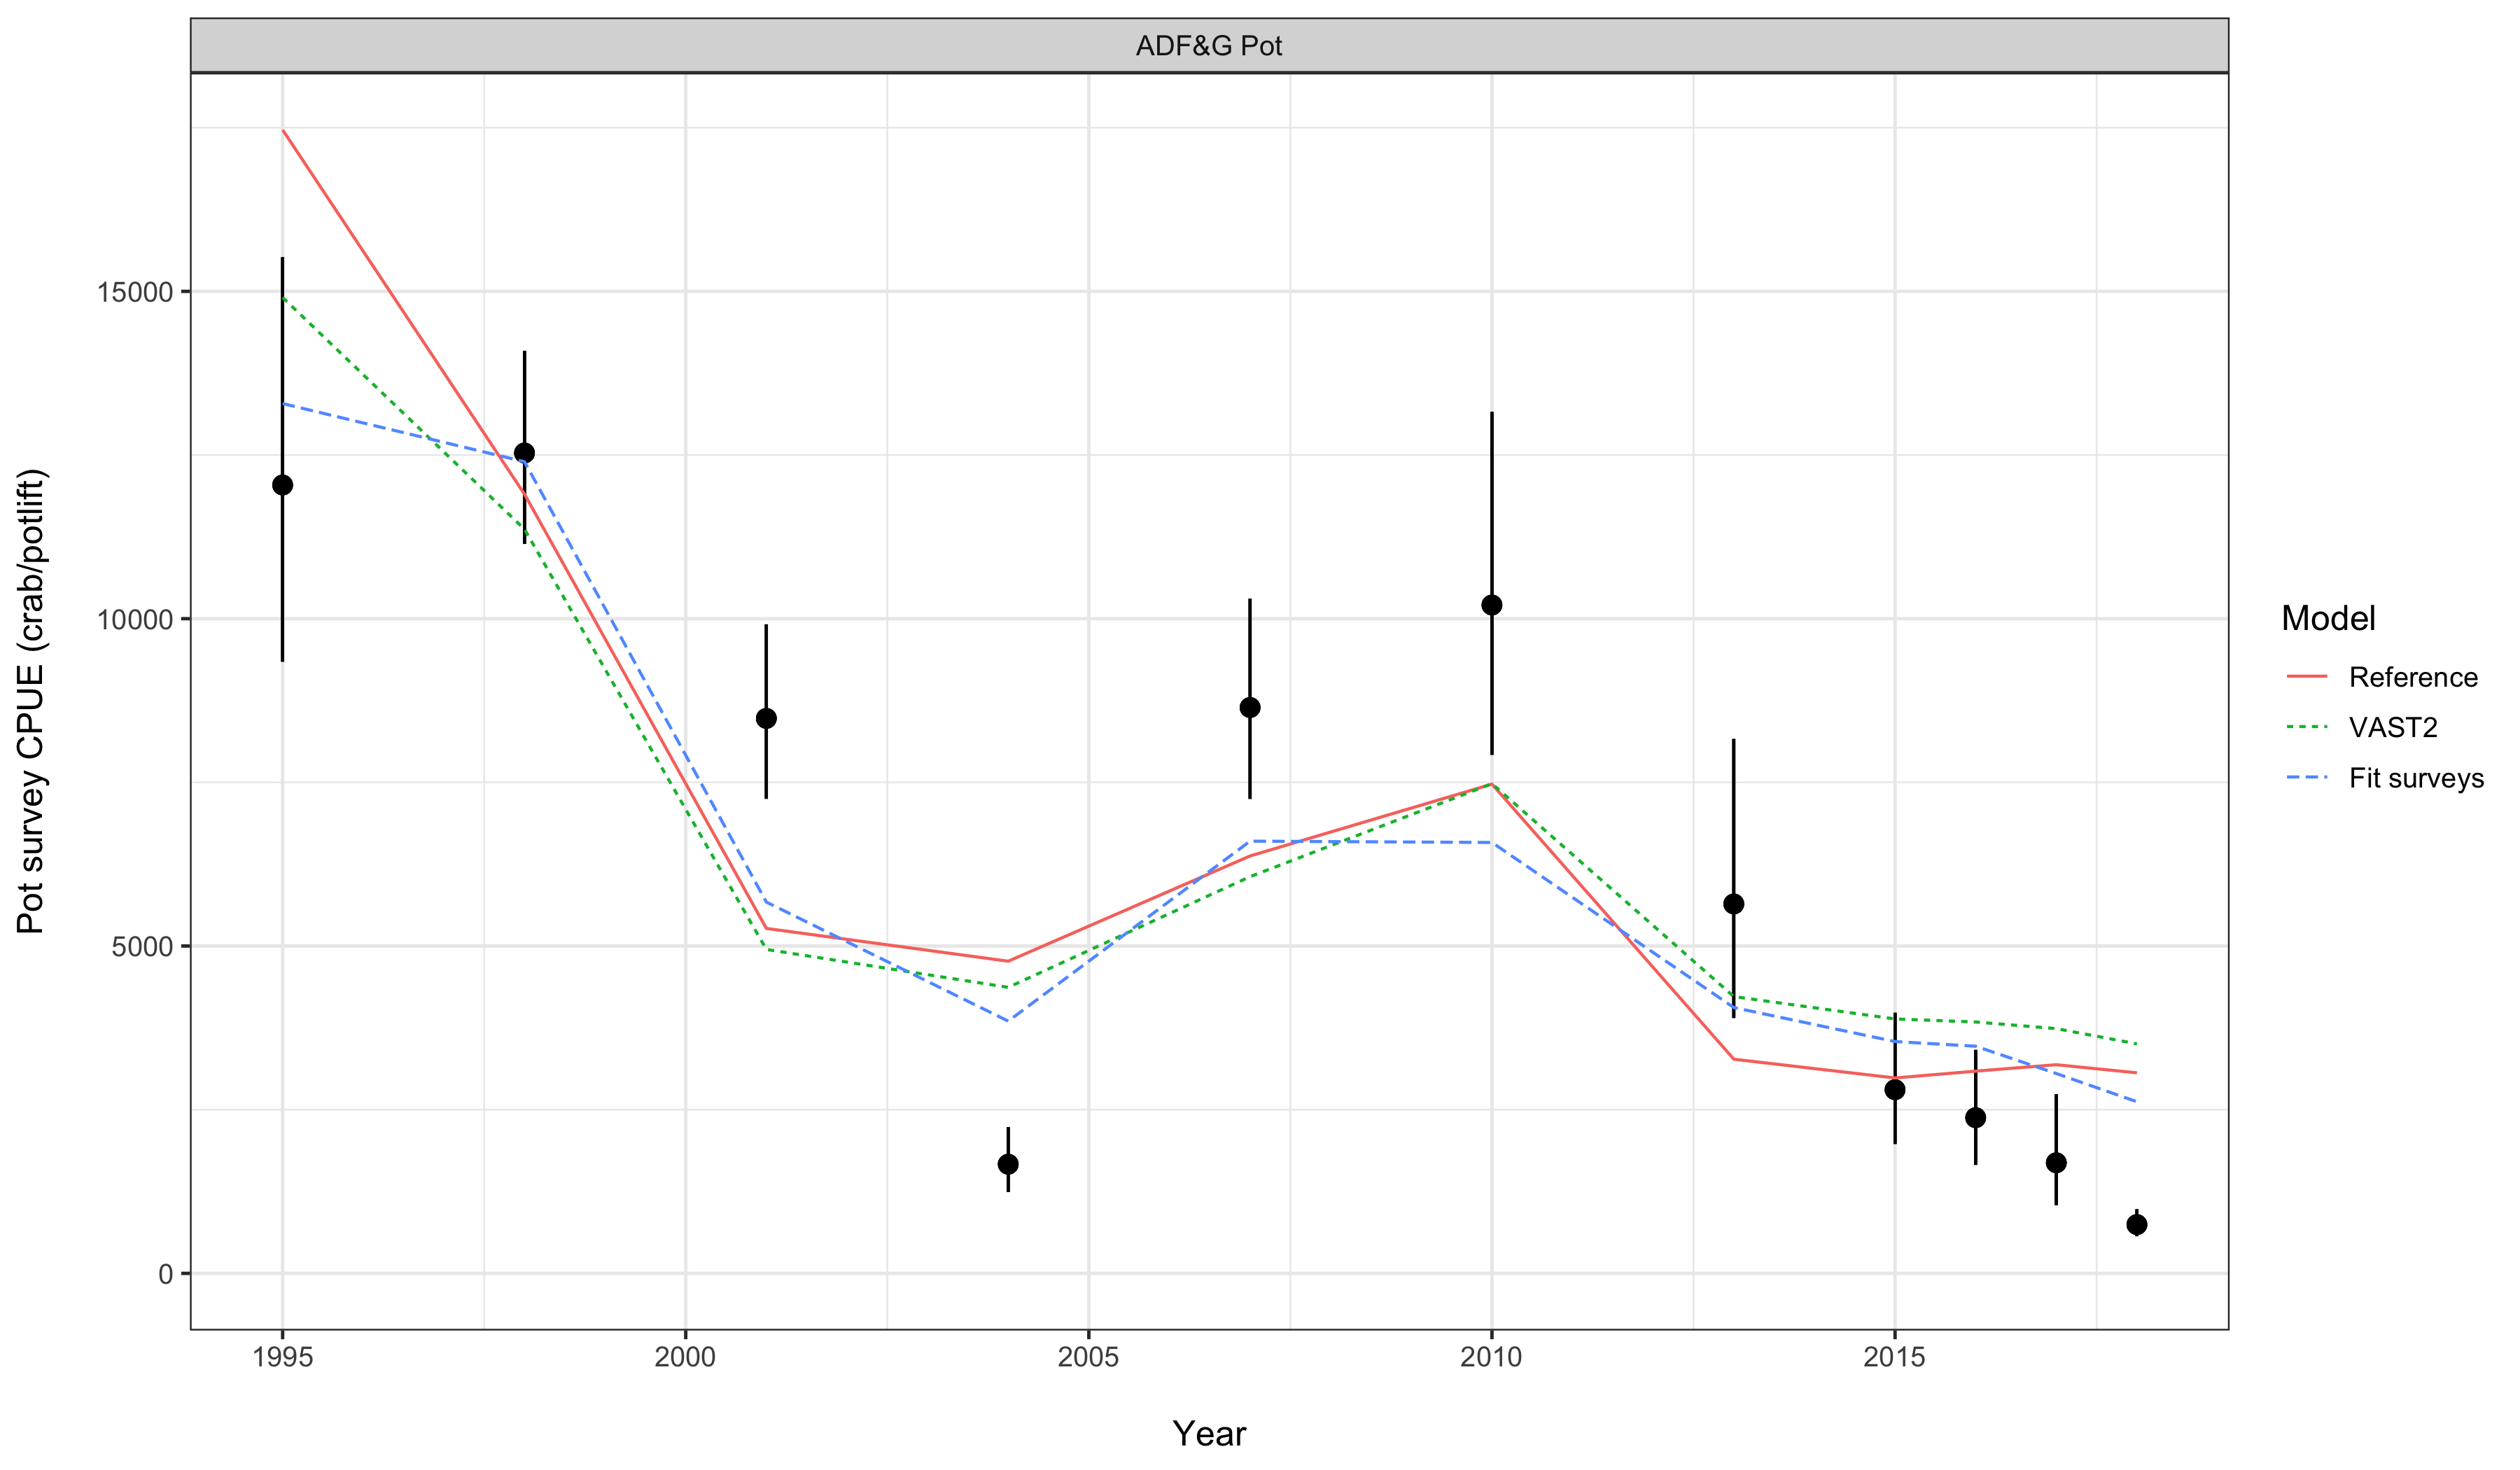 ADF&G Pot
Pot survey CPUE (crab/potlift)
15000
10000
5000
0
1995 2000 2005 2010 2015
Year
Model
Reference
VAST2
Fit surveys